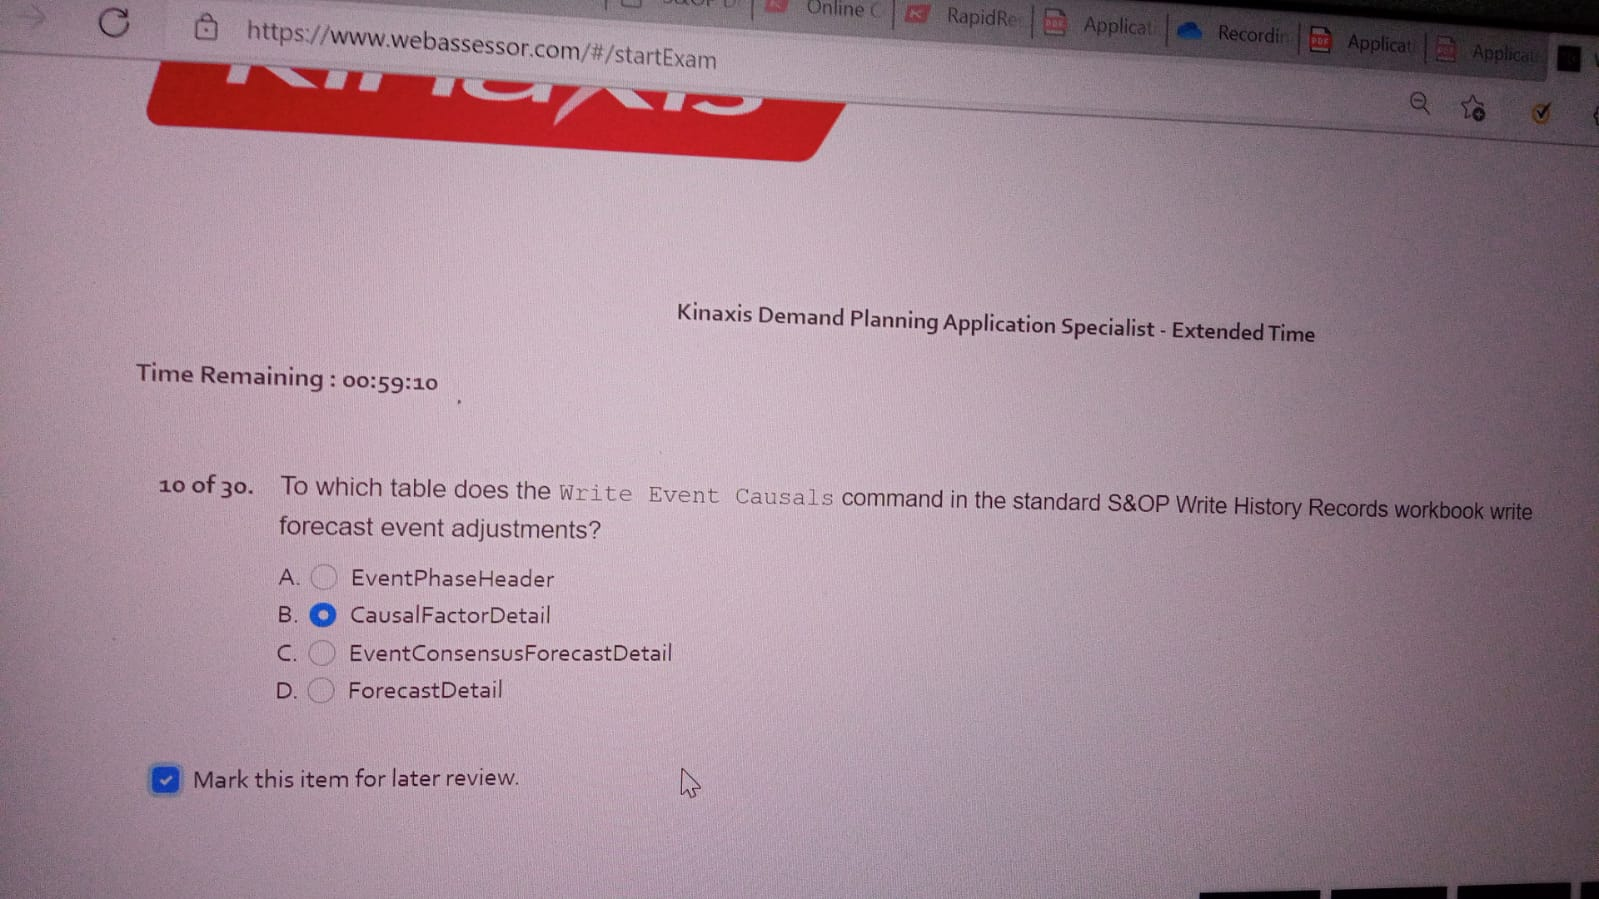 Online C
RapidRe
Applicat
Recordin
Applicat
Applicat
https://www.webassessor.com/#/startExam
Kinaxis
Kinaxis Demand Planning Application Specialist - Extended Time
Time Remaining : 00:59:10
10 of 30. To which table does the Write Event Causals command in the standard S&OP Write History Records workbook write
forecast event adjustments?
A. EventPhaseHeader
B. CausalFactorDetail
C. EventConsensusForecastDetail
D. ForecastDetail
Mark this item for later review.